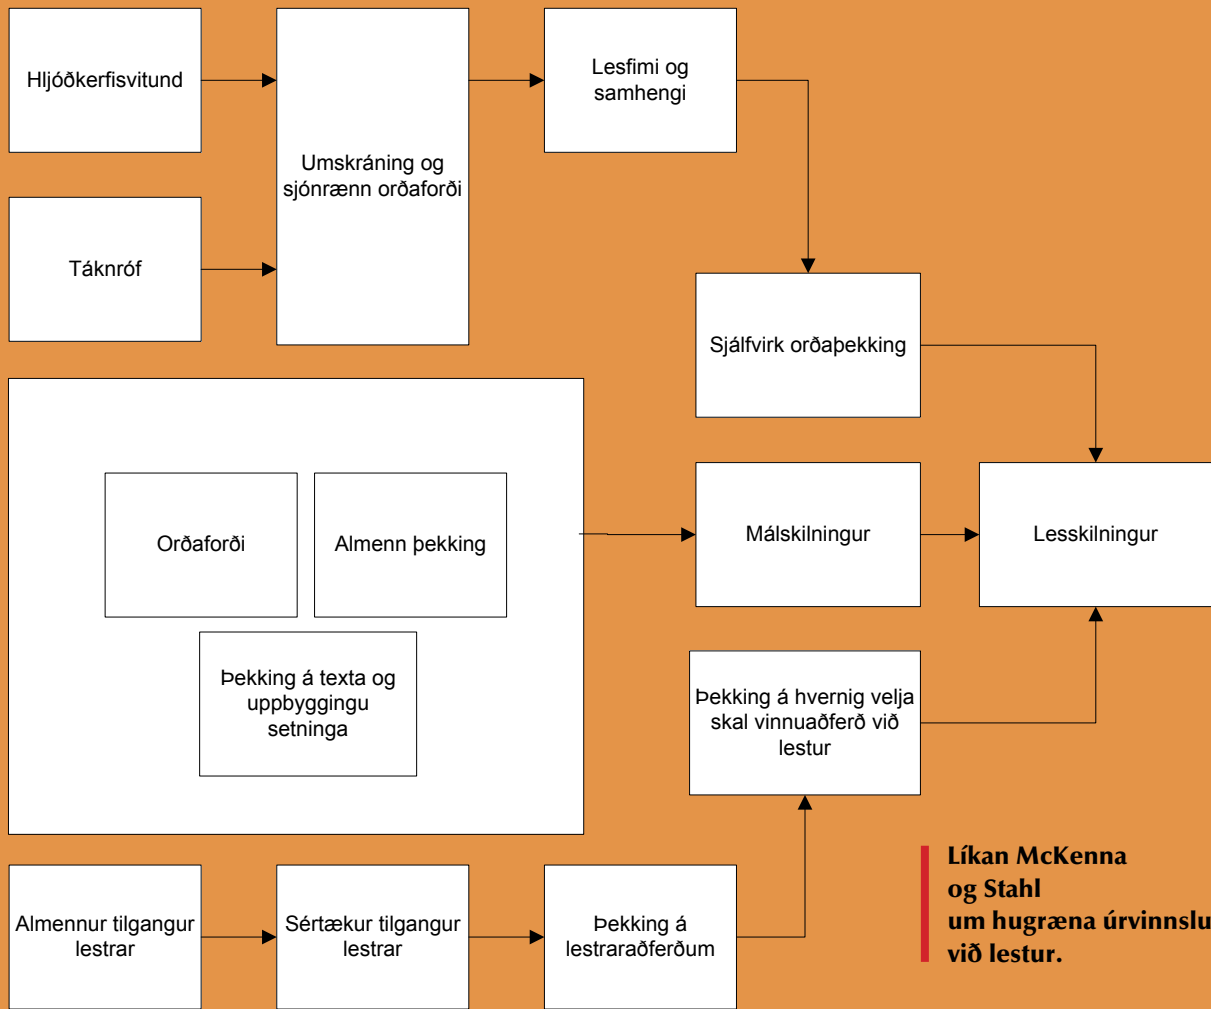 Hljóðkerfisvitund
Umskráning og
sjónrænn orðaforði
Lesfimi og
samhengi
Táknróf
Sjálfvirk orðaþekking
Orðaforði
Almenn þekking
Þekking á texta og
uppbyggingu
setninga
Málskilningur
Lesskilningur
Þekking á hvernig velja
skal vinnuaðferð við
lestur
Almennur tilgangur
lestrar
Sértækur tilgangur
lestrar
Þekking á
lestraraðferðum
Líkan McKenna
og Stahl
um hugræna úrvinnslu
við lestur.